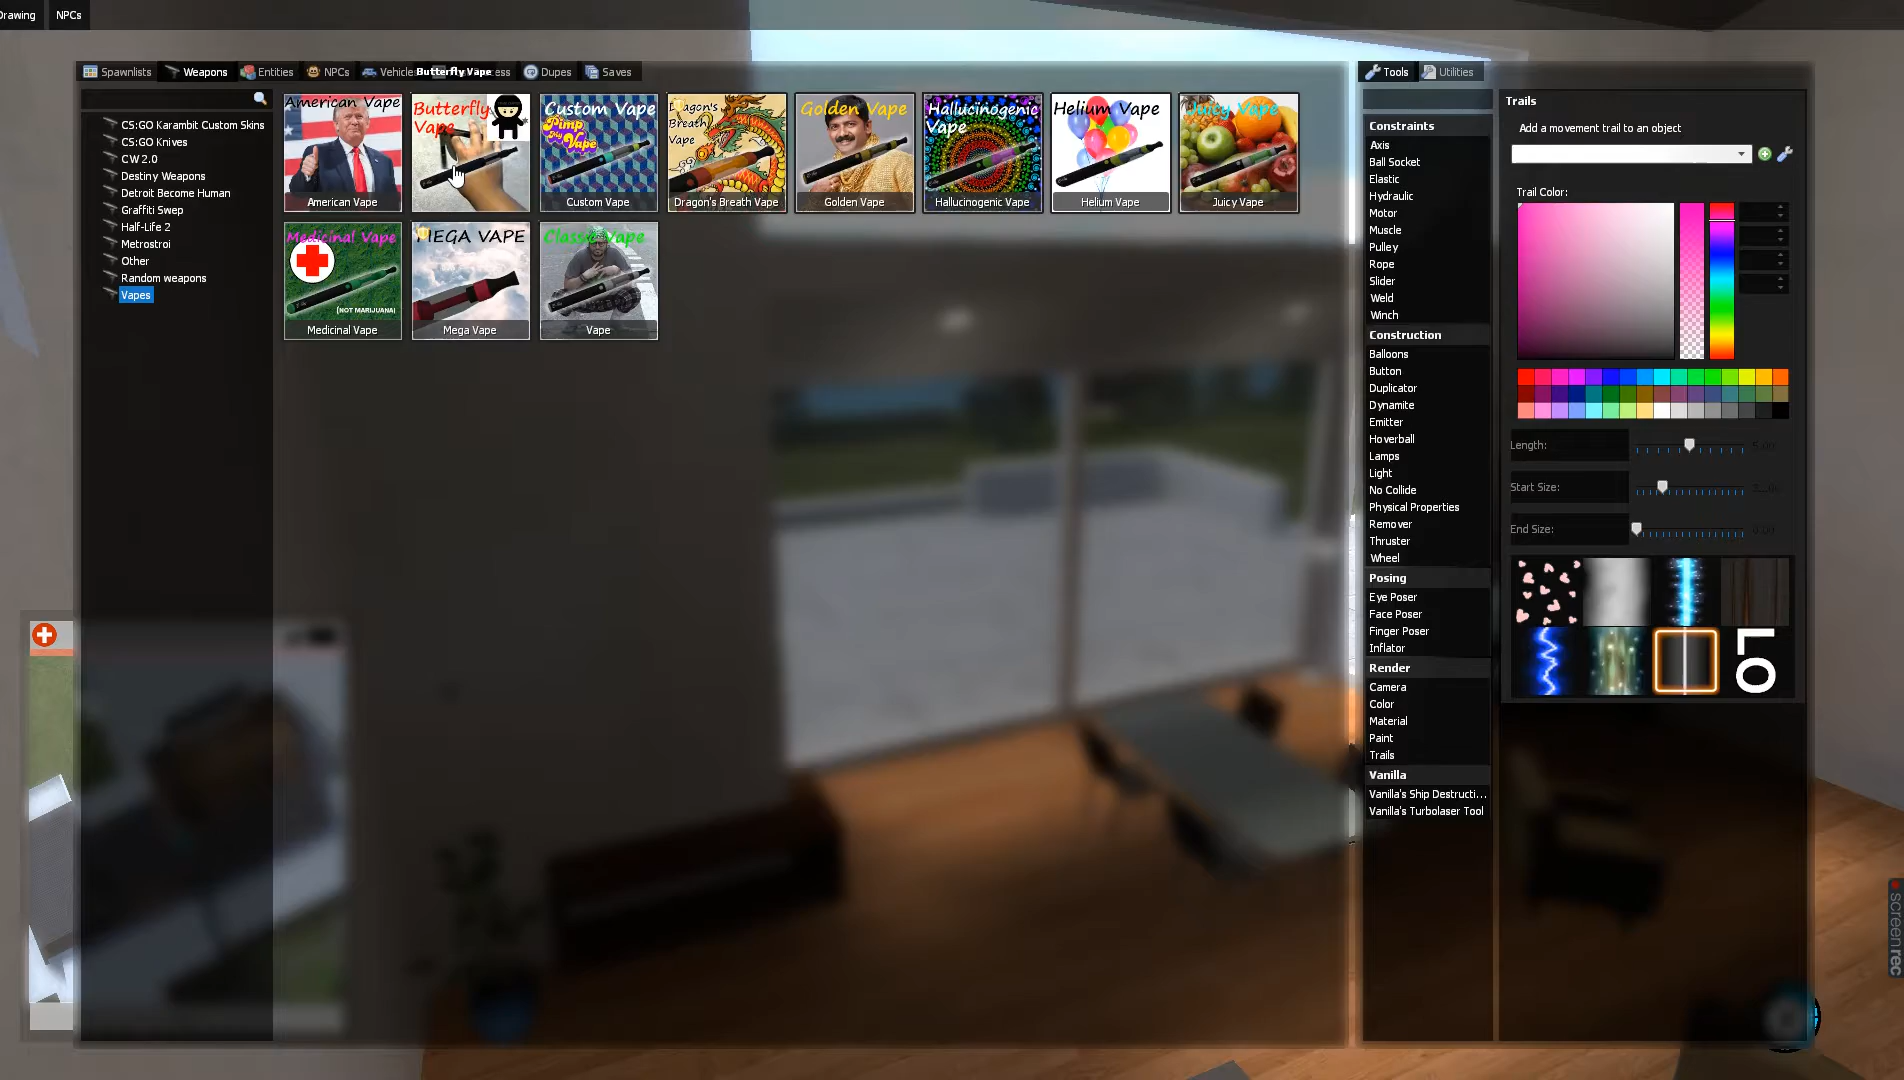 Drawing
NPCs
Spawnlists
Weapons
Entities
NPCs
Vehicles
Butterfly Vape
Dupes
Saves
Tools
Utilities
CS:GO Karambit Custom Skins
CS:GO Knives
CW 2.0
Destiny Weapons
Detroit Become Human
Graffiti Swep
Half-Life 2
Metrostroi
Other
Random weapons
Vapes
American Vape
American Vape
Butterfly
Vape
Custom Vape
Pimp
My
Vape
Custom Vape
Dragon's
Breath
Vape
Dragon's Breath Vape
Golden Vape
Golden Vape
Hallucinogenic
Vape
Hallucinogenic Vape
Helium Vape
Helium Vape
Juicy Vape
Juicy Vape
Medicinal Vape
(NOT MARIJUANA)
Medicinal Vape
MEGA VAPE
Mega Vape
Classic Vape
Vape
Constraints
Axis
Ball Socket
Elastic
Hydraulic
Motor
Muscle
Pulley
Rope
Slider
Weld
Winch
Construction
Balloons
Button
Duplicator
Dynamite
Emitter
Hoverball
Lamps
Light
No Collide
Physical Properties
Remover
Thruster
Wheel
Posing
Eye Poser
Face Poser
Finger Poser
Inflator
Render
Camera
Color
Material
Paint
Trails
Vanilla
Vanilla's Ship Destructi...
Vanilla's Turbolaser Tool
Trails
Add a movement trail to an object
Trail Color:
Length:
Start Size:
End Size:
LO
screenrec